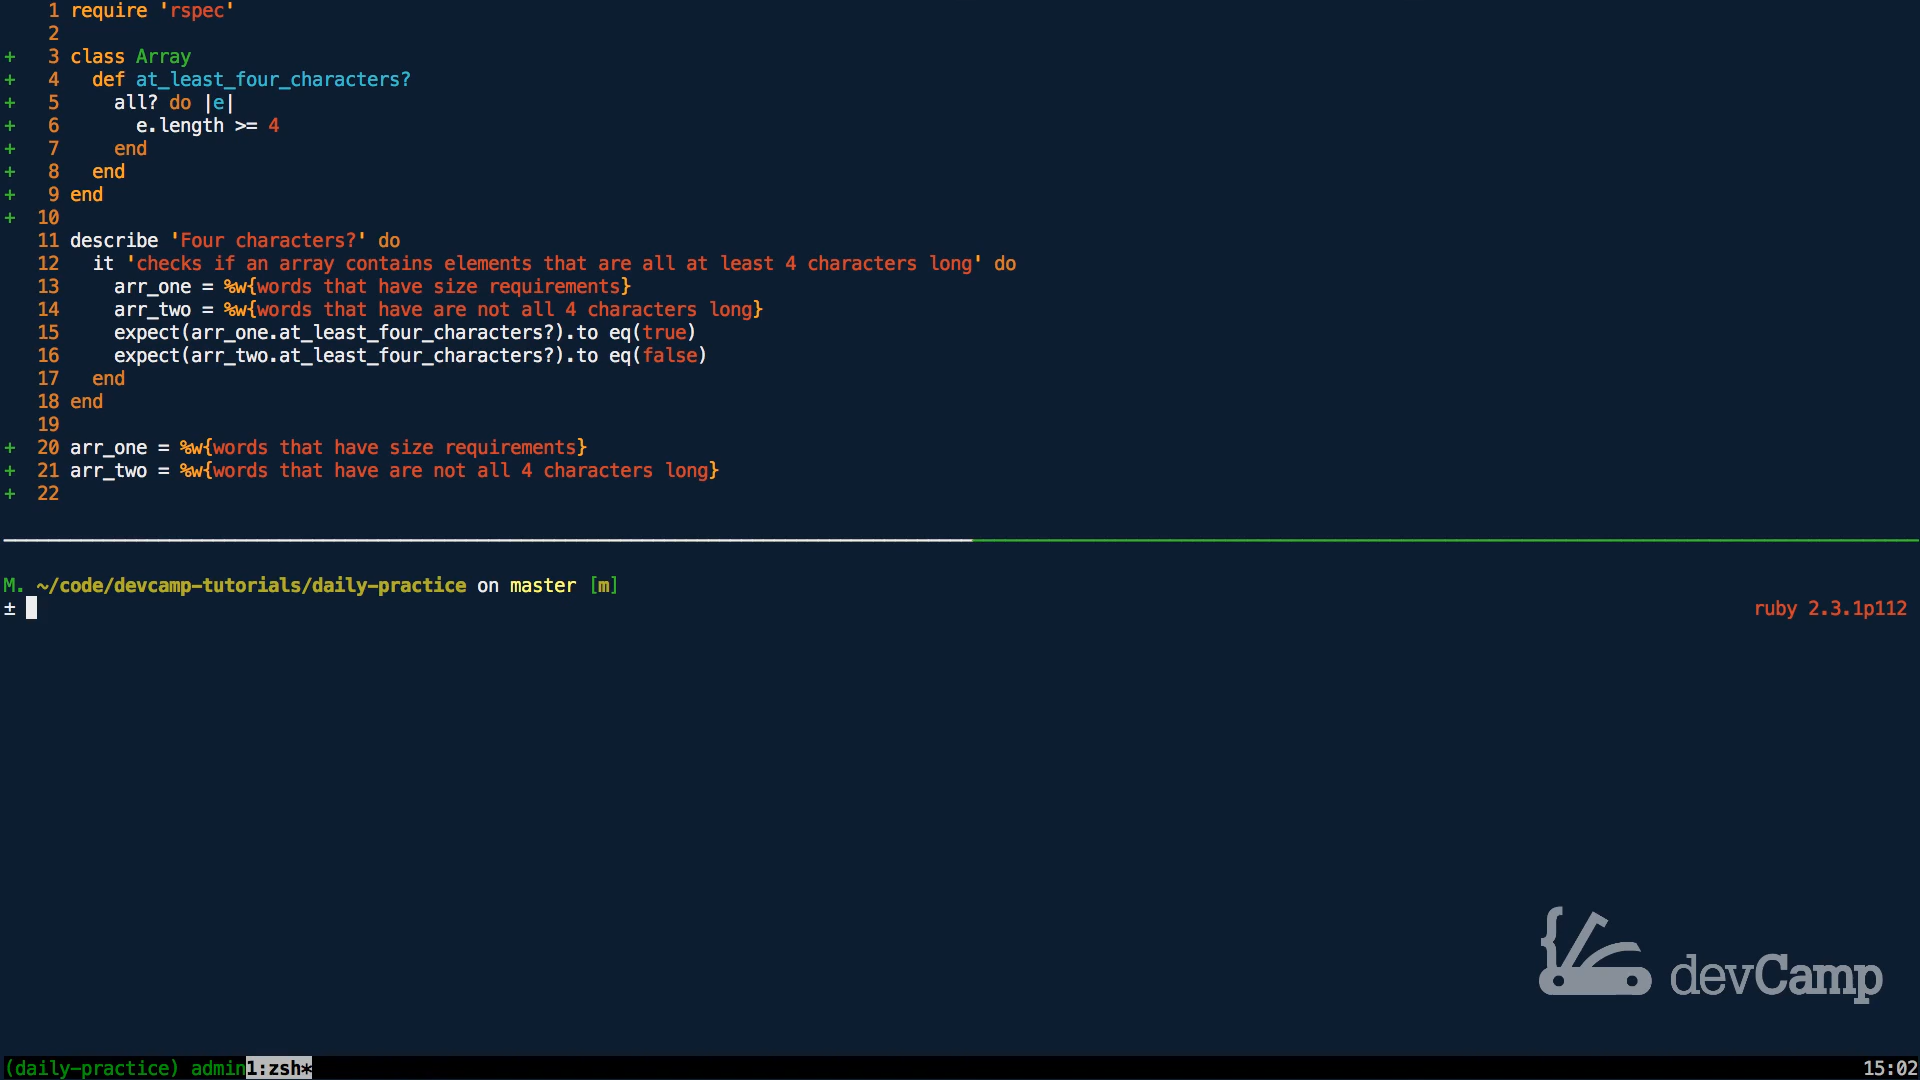 1 require 'rspec'
2
+ 3 class Array
+ 4   def at_least_four_characters?
+ 5     all? do |e|
+ 6       e.length >= 4
+ 7     end
+ 8   end
+ 9 end
+ 10
11 describe 'Four characters?' do
12   it 'checks if an array contains elements that are all at least 4 characters long' do
13     arr_one = %w{words that have size requirements}
14     arr_two = %w{words that have are not all 4 characters long}
15     expect(arr_one.at_least_four_characters?).to eq(true)
16     expect(arr_two.at_least_four_characters?).to eq(false)
17   end
18 end
19
+ 20 arr_one = %w{words that have size requirements}
+ 21 arr_two = %w{words that have are not all 4 characters long}
+ 22
M. ~/code/devcamp-tutorials/daily-practice on master [m]
± ruby 2.3.1p112
devCamp
(daily-practice) admin1:zsh* 15:02